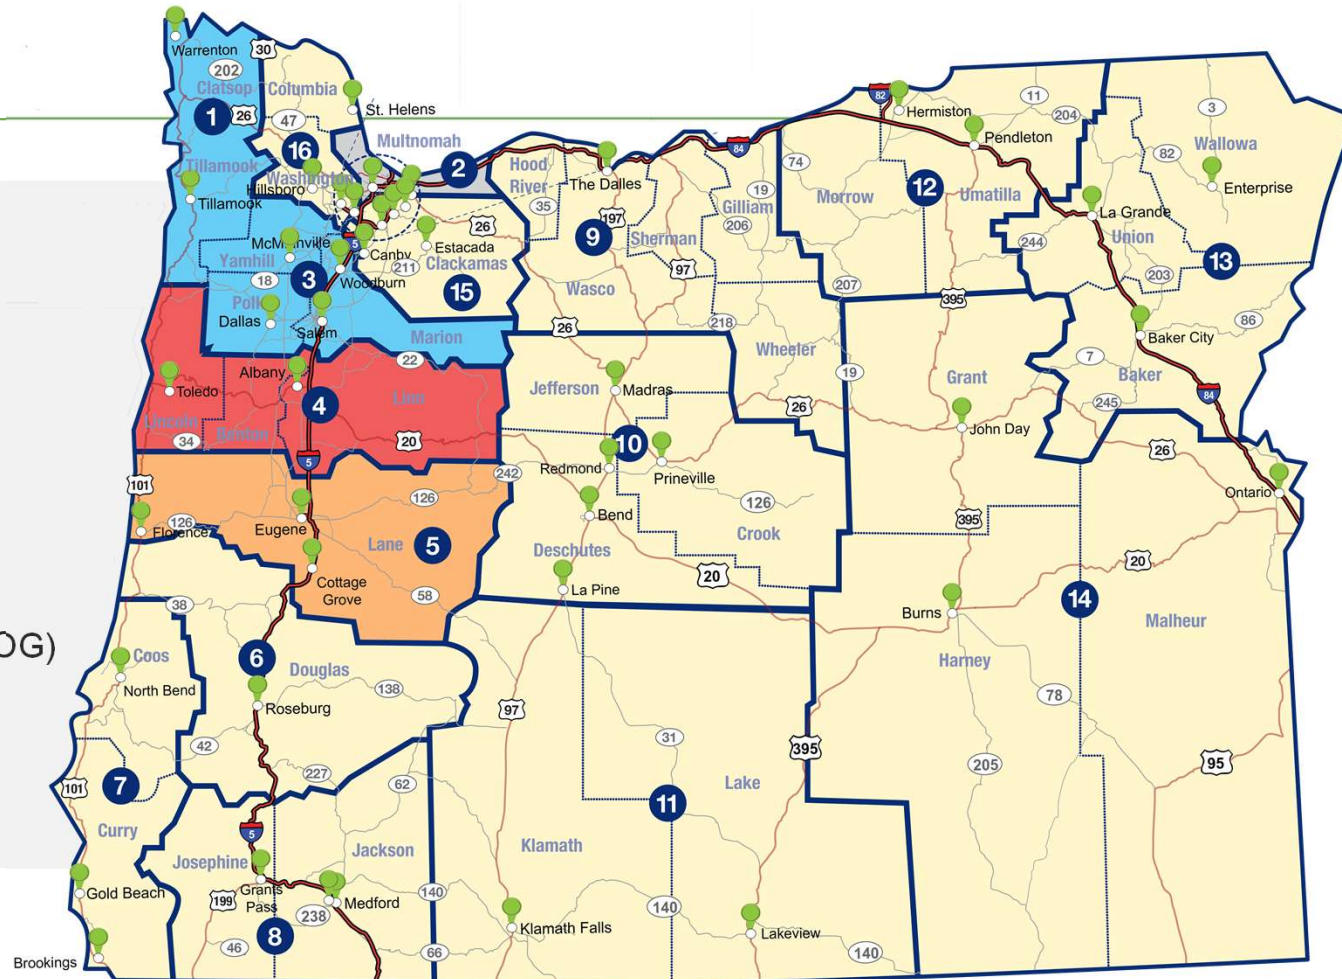 Warrenton
30
202
Clatsop
Columbia
1
26
47
St. Helens
16
Multnomah
2
Tillamook
Washington
Hillsboro
Tillamook
Hood
River
35
The Dalles
84
82
Hermiston
11
204
Pendleton
3
Wallowa
82
Enterprise
74
Morrow
12
Umatilla
La Grande
Union
244
13
203
19
Gilliam
206
197
9
Sherman
97
Wasco
207
395
218
26
Wheeler
19
26
McMinnville
Yamhill
18
3
5
Canby
211
Estacada
Clackamas
15
Woodburn
26
Polk
Dallas
Salem
Marion
22
Albany
Toledo
4
Linn
Lincoln
Benton
34
20
5
Jefferson
Madras
10
Redmond
Prineville
242
126
Crook
Bend
Deschutes
20
La Pine
Grant
John Day
395
7
Baker
245
Baker City
86
84
26
Ontario
20
101
126
Florence
126
Eugene
Lane
5
Cottage
Grove
58
38
OG)
6
Coos
North Bend
Douglas
138
Roseburg
42
227
62
7
101
Curry
5
Josephine
Jackson
Grants
Pass
199
238
Medford
8
46
Gold Beach
Brookings
140
66
97
31
Lake
395
11
Klamath
Klamath Falls
140
Lakeview
140
Burns
14
Malheur
Harney
78
205
95